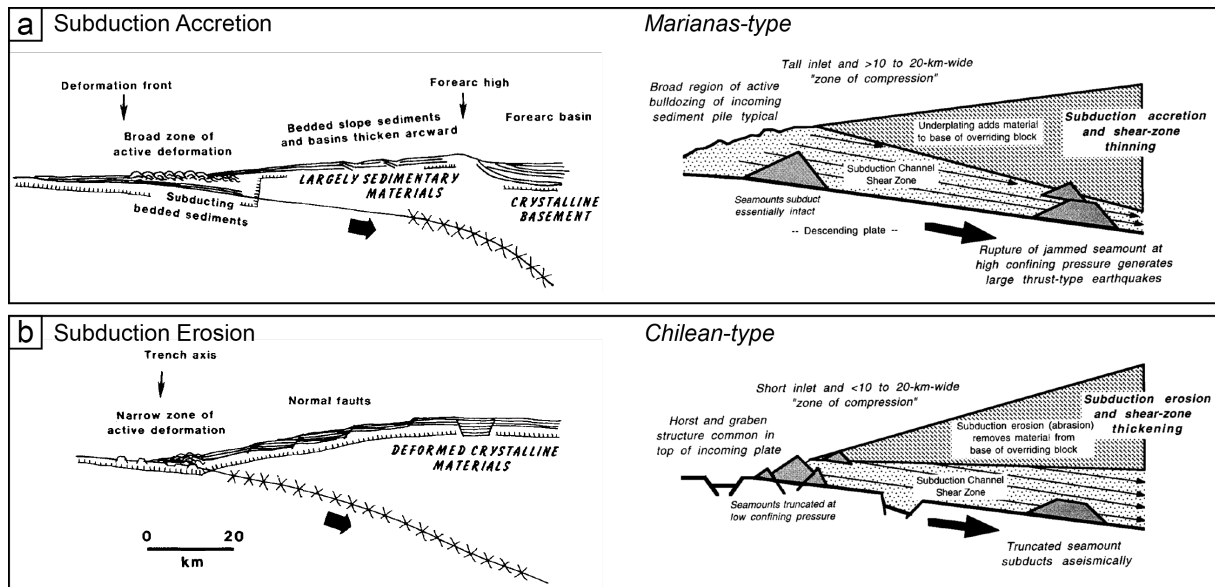 a Subduction Accretion
Deformation front
Forearc high
Broad zone of
active deformation
Bedded slope sediments
and basins thicken arcward
Forearc basin
LARGELY SEDIMENTARY
MATERIALS
CRYSTALLINE
BASEMENT
Subducting
bedded sediments
Marianas-type
Tall inlet and >10 to 20-km-wide
"zone of compression"
Broad region of active
bulldozing of incoming
sediment pile typical
Underplating adds material
to base of overriding block
Subduction accretion
and shear-zone
thinning
Subduction Channel
Shear Zone
Seamounts subduct
essentially intact
-- Descending plate --
Rupture of jammed seamount at
high confining pressure generates
large thrust-type earthquakes
b Subduction Erosion
Trench axis
Narrow zone of
active deformation
Normal faults
DEFORMED CRYSTALLINE
MATERIALS
0 20
km
Chilean-type
Short inlet and <10 to 20-km-wide
"zone of compression"
Horst and graben
structure common in
top of incoming plate
Subduction erosion
and shear-zone
thickening
Subduction erosion (abrasion)
removes material from
base of overriding block
Subduction Channel
Shear Zone
Seamounts truncated at
low confining pressure
Truncated seamount
subducts aseismically